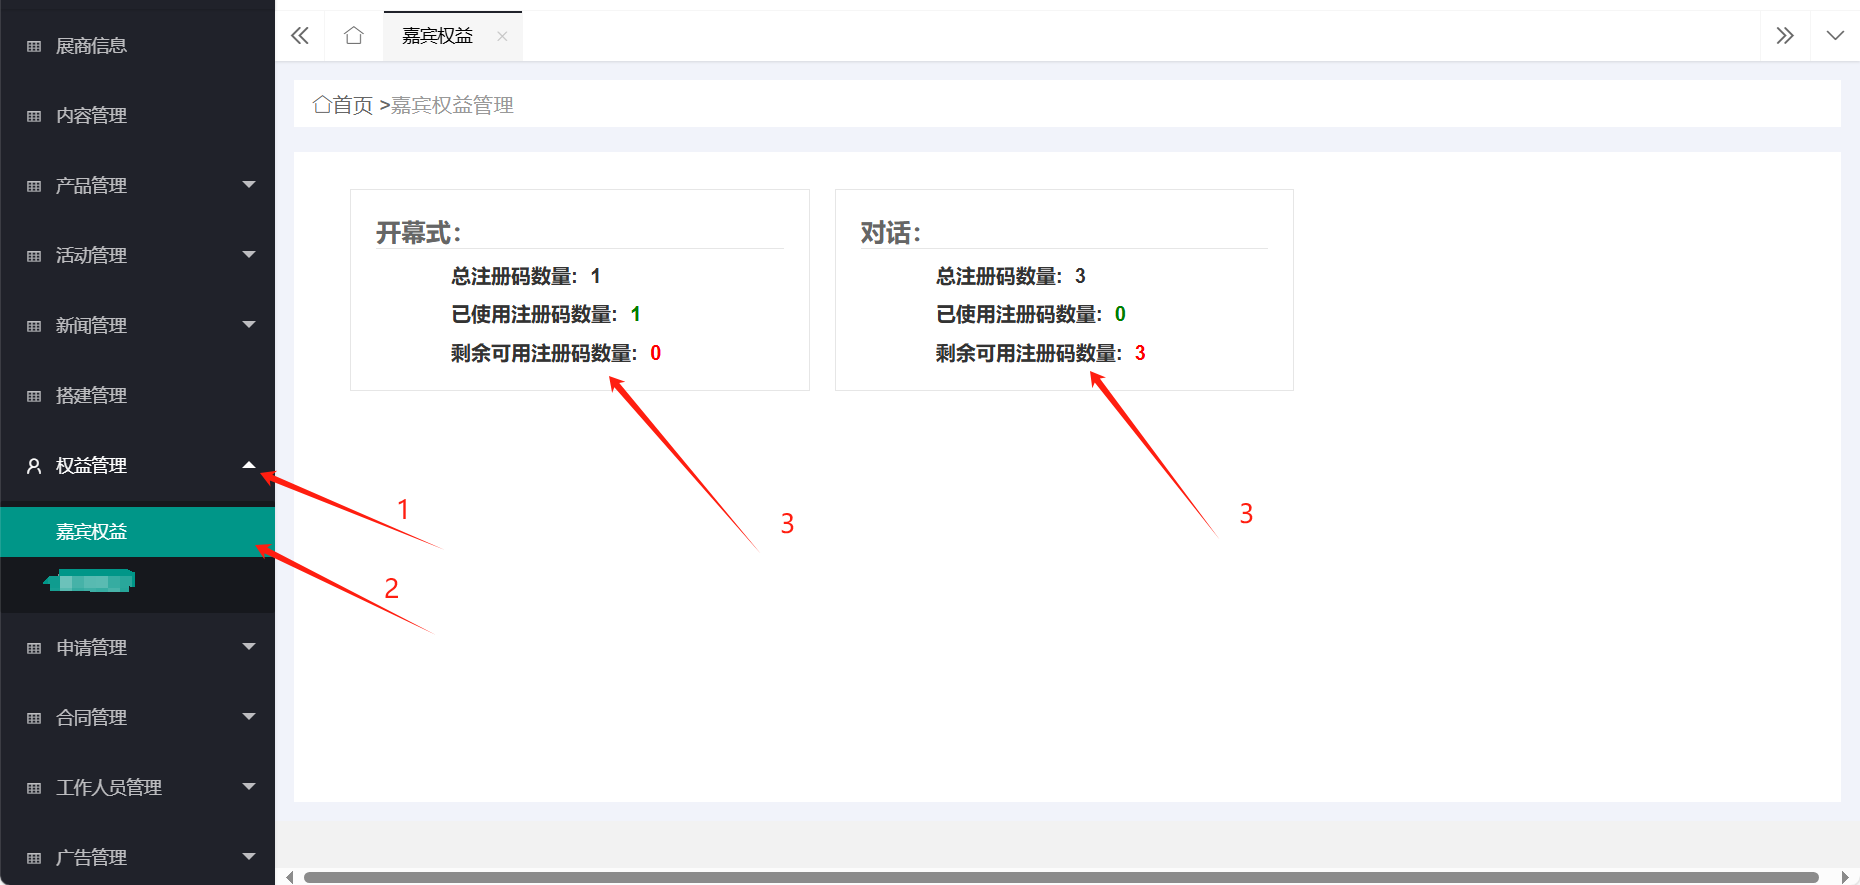 展商信息
内容管理
产品管理
活动管理
新闻管理
搭建管理
权益管理
嘉宾权益
申请管理
合同管理
工作人员管理
广告管理
嘉宾权益
首页 >嘉宾权益管理
开幕式：
总注册码数量： 1
已使用注册码数量： 1
剩余可用注册码数量： 0
对话：
总注册码数量： 3
已使用注册码数量： 0
剩余可用注册码数量： 3
1
2
3
3